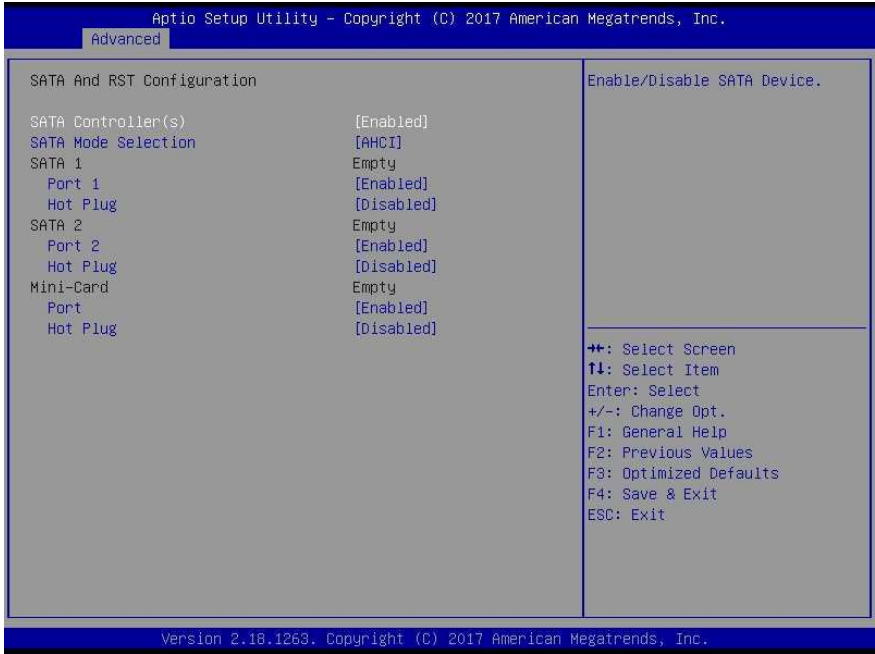 Aptio Setup Utility – Copyright (C) 2017 American Megatrends, Inc.
Advanced
SATA And RST Configuration
SATA Controller(s) [Enabled]
SATA Mode Selection [AHCI]
SATA 1 Empty
Port 1 [Enabled]
Hot Plug [Disabled]
SATA 2 Empty
Port 2 [Enabled]
Hot Plug [Disabled]
Mini-Card Empty
Port [Enabled]
Hot Plug [Disabled]
Enable/Disable SATA Device.
→←: Select Screen
↑↓: Select Item
Enter: Select
+/-: Change Opt.
F1: General Help
F2: Previous Values
F3: Optimized Defaults
F4: Save & Exit
ESC: Exit
Version 2.18.1263. Copyright (C) 2017 American Megatrends, Inc.